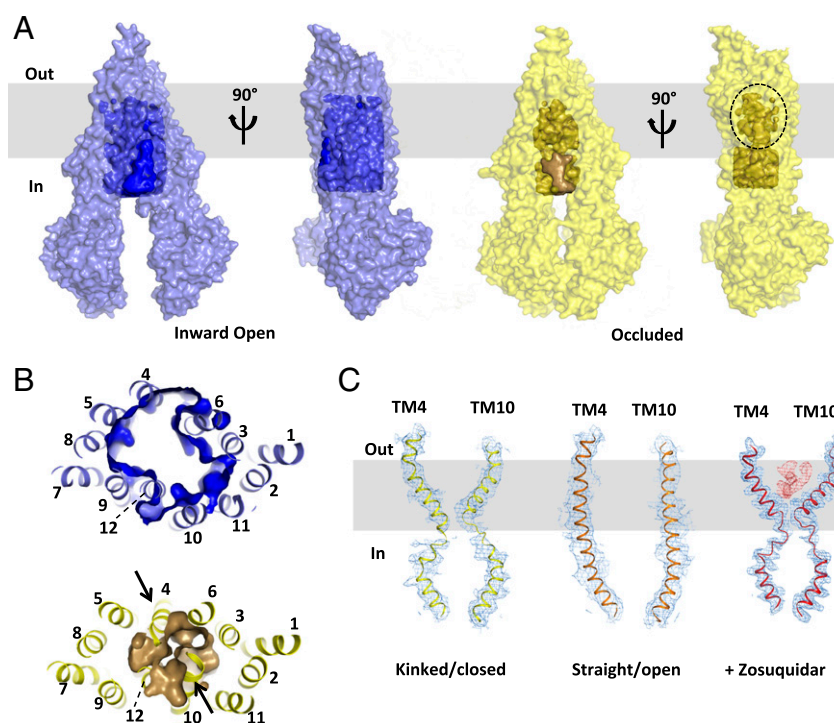 A
Out
90°
90°
In
Inward Open
Occluded
B
4
5
6
8
3
1
7
2
9
12
10
11
C
TM4
TM10
TM4
TM10
TM4
TM10
Out
In
Kinked/closed
Straight/open
+ Zosuquidar
4
6
5
3
1
8
2
7
9
12
10
11